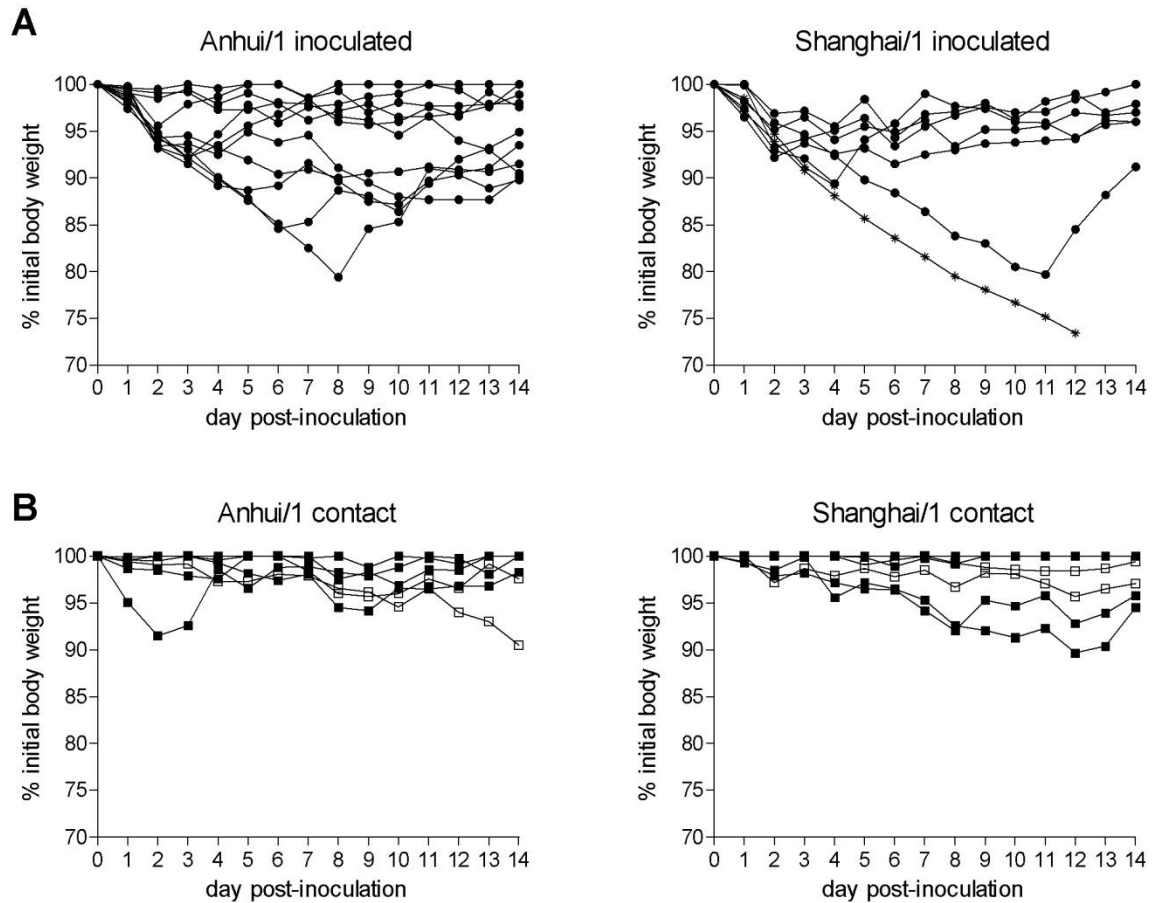 A
Anhui/1 inoculated
Shanghai/1 inoculated
% initial body weight
100
95
90
85
80
75
70
0 1 2 3 4 5 6 7 8 9 10 11 12 13 14
day post-inoculation
% initial body weight
100
95
90
85
80
75
70
0 1 2 3 4 5 6 7 8 9 10 11 12 13 14
day post-inoculation
B
Anhui/1 contact
Shanghai/1 contact
% initial body weight
100
95
90
85
80
75
70
0 1 2 3 4 5 6 7 8 9 10 11 12 13 14
day post-inoculation
% initial body weight
100
95
90
85
80
75
70
0 1 2 3 4 5 6 7 8 9 10 11 12 13 14
day post-inoculation